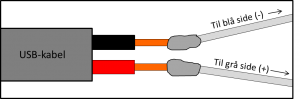 Til blå side (-)
USB-kabel
Til grå side (+)